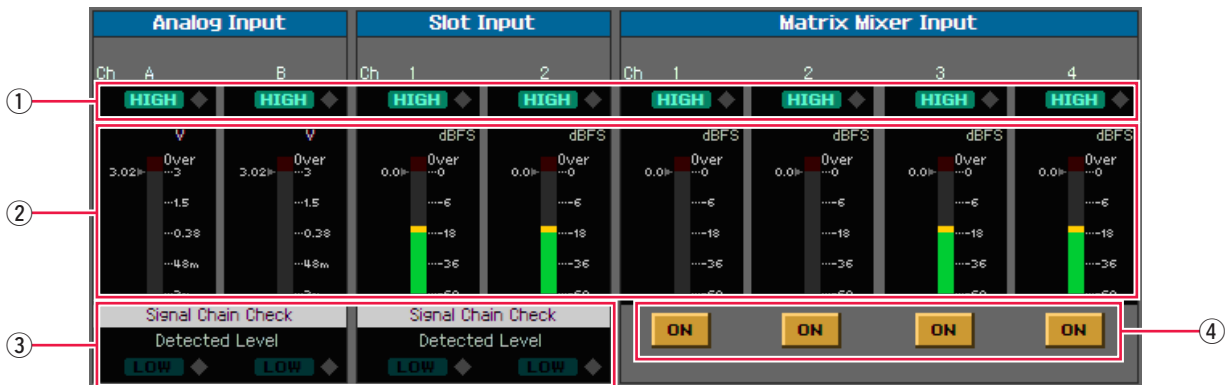 Analog Input Slot Input Matrix Mixer Input
Ch A B Ch 1 2 Ch 1 2 3 4
① HIGH HIGH HIGH HIGH HIGH HIGH HIGH HIGH
V V dBFS dBFS dBFS dBFS dBFS dBFS
Over Over Over Over Over Over Over Over
3.02 3 3.02 3 0.0 0 0.0 0 0.0 0 0.0 0 0.0 0 0.0 0
1.5 1.5 -6 -6 -6 -6 -6 -6
②
0.38 0.38 -18 -18 -18 -18 -18 -18
48m 48m -36 -36 -36 -36 -36 -36
Signal Chain Check Signal Chain Check
③ Detected Level Detected Level ON ON ON ON ④
LOW LOW LOW LOW